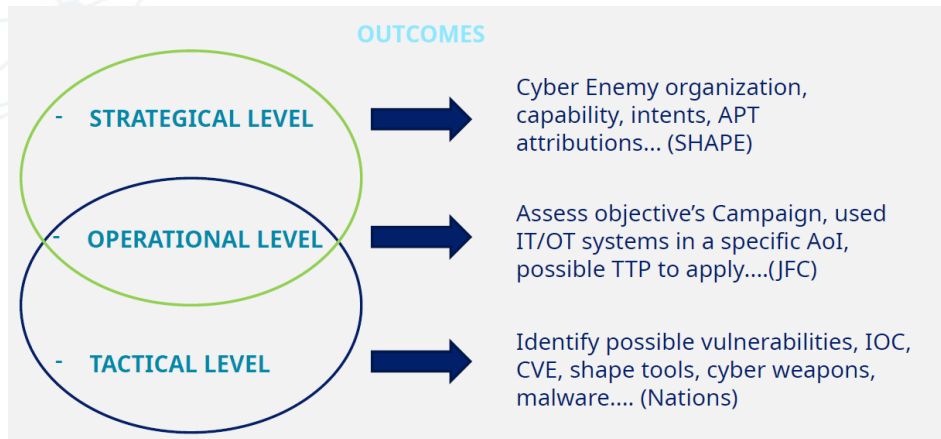 OUTCOMES
- STRATEGICAL LEVEL
Cyber Enemy organization,
capability, intents, APT
attributions... (SHAPE)
- OPERATIONAL LEVEL
Assess objective’s Campaign, used
IT/OT systems in a specific AoI,
possible TTP to apply....(JFC)
- TACTICAL LEVEL
Identify possible vulnerabilities, IOC,
CVE, shape tools, cyber weapons,
malware.... (Nations)